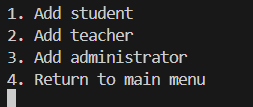 1. Add student
2. Add teacher
3. Add administrator
4. Return to main menu